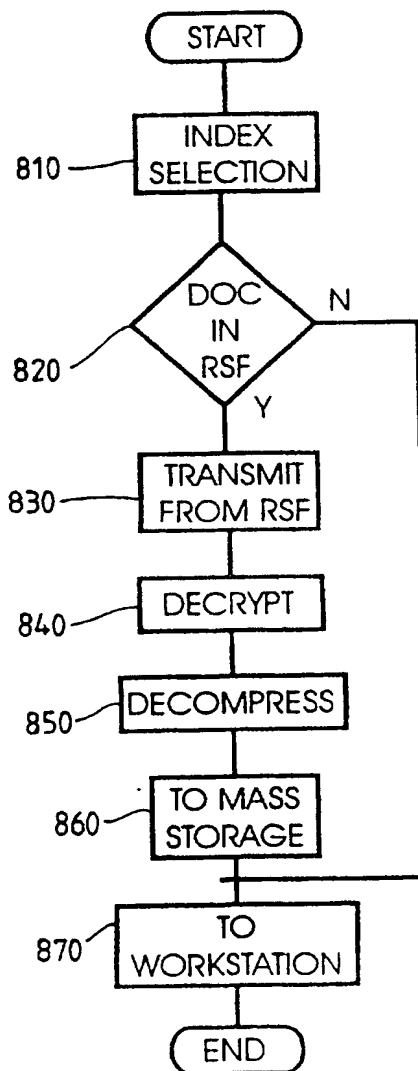 START
810
INDEX
SELECTION
820
DOC
IN
RSF
N
Y
830
TRANSMIT
FROM RSF
840
DECRYPT
850
DECOMPRESS
860
TO MASS
STORAGE
870
TO
WORKSTATION
END